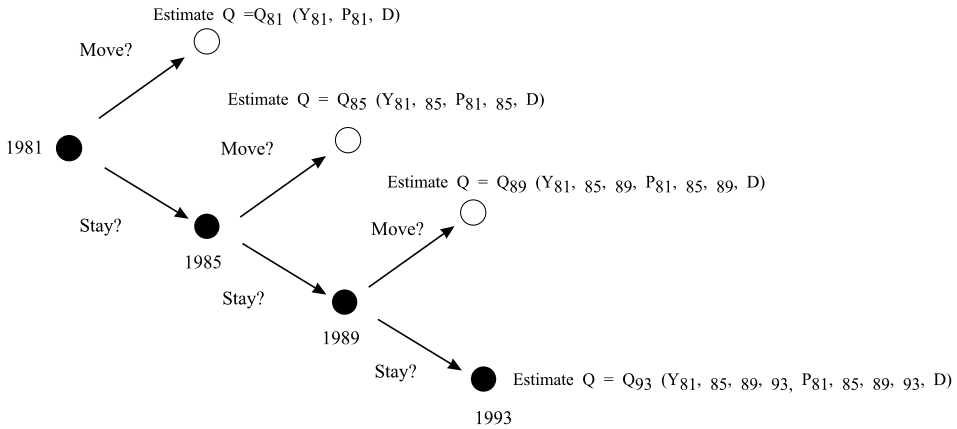 Estimate Q =Q81 (Y81, P81, D)
Move?
Estimate Q = Q85 (Y81, 85, P81, 85, D)
1981
Move?
Estimate Q = Q89 (Y81, 85, 89, P81, 85, 89, D)
Stay?
Move?
1985
Stay?
1989
Stay?
Estimate Q = Q93 (Y81, 85, 89, 93, P81, 85, 89, 93, D)
1993